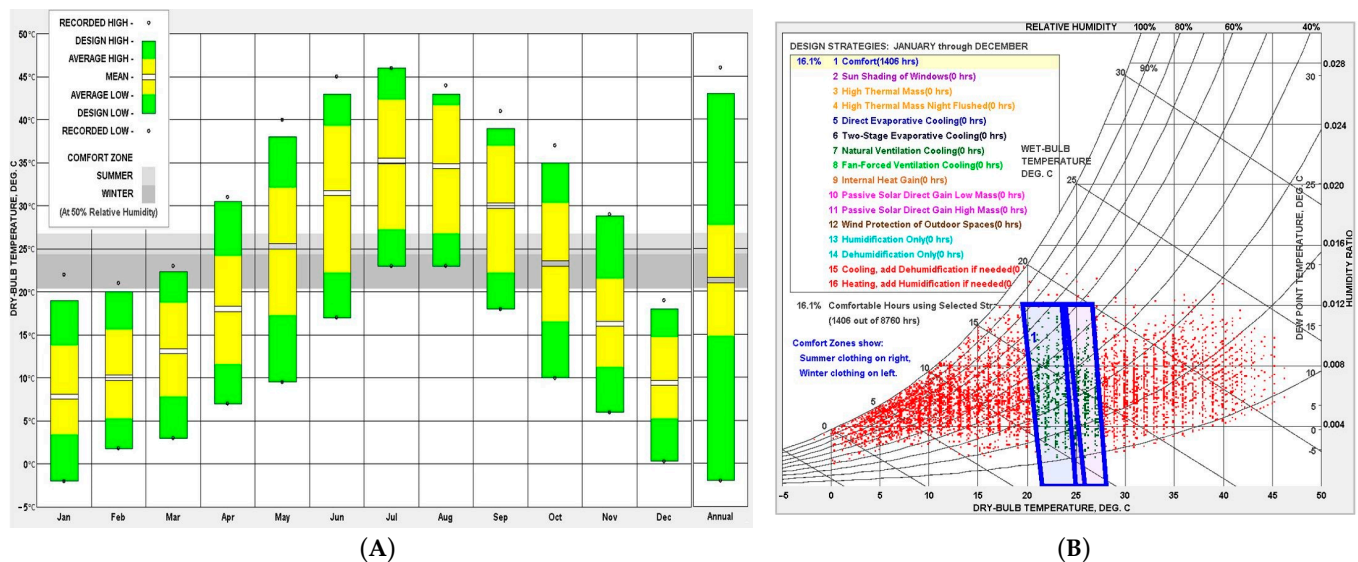 RECORDED HIGH - o
DESIGN HIGH -
AVERAGE HIGH -
MEAN -
AVERAGE LOW -
DESIGN LOW -
RECORDED LOW - o
COMFORT ZONE
SUMMER
WINTER
(At 50% Relative Humidity)
DRY-BULB TEMPERATURE, DEG. C
50°C
45°C
40°C
35°C
30°C
25°C
20°C
15°C
10°C
5°C
0°C
-5°C
Jan Feb Mar Apr May Jun Jul Aug Sep Oct Nov Dec Annual
(A)
RELATIVE HUMIDITY 100% 80% 60% 40%
90%
DESIGN STRATEGIES: JANUARY through DECEMBER
16.1% 1 Comfort(1406 hrs)
2 Sun Shading of Windows(0 hrs)
3 High Thermal Mass(0 hrs)
4 High Thermal Mass Night Flushed(0 hrs)
5 Direct Evaporative Cooling(0 hrs)
6 Two-Stage Evaporative Cooling(0 hrs)
7 Natural Ventilation Cooling(0 hrs)
8 Fan-Forced Ventilation Cooling(0 hrs)
9 Internal Heat Gain(0 hrs)
10 Passive Solar Direct Gain Low Mass(0 hrs)
11 Passive Solar Direct Gain High Mass(0 hrs)
12 Wind Protection of Outdoor Spaces(0 hrs)
13 Humidification Only(0 hrs)
14 Dehumidification Only(0 hrs)
15 Cooling, add Dehumidification if needed(0
16 Heating, add Humidification if needed(0
16.1% Comfortable Hours using Selected Str
(1406 out of 8760 hrs)
Comfort Zones show:
Summer clothing on right,
Winter clothing on left.
WET-BULB
TEMPERATURE
DEG. C
0
5
10
15
20
25
30
1
DEW POINT TEMPERATURE, DEG. C
30
25
20
15
10
5
0
-5
HUMIDITY RATIO
0.028
0.024
0.020
0.016
0.012
0.008
0.004
-5 0 5 10 15 20 25 30 35 40 45 50
DRY-BULB TEMPERATURE, DEG. C
(B)